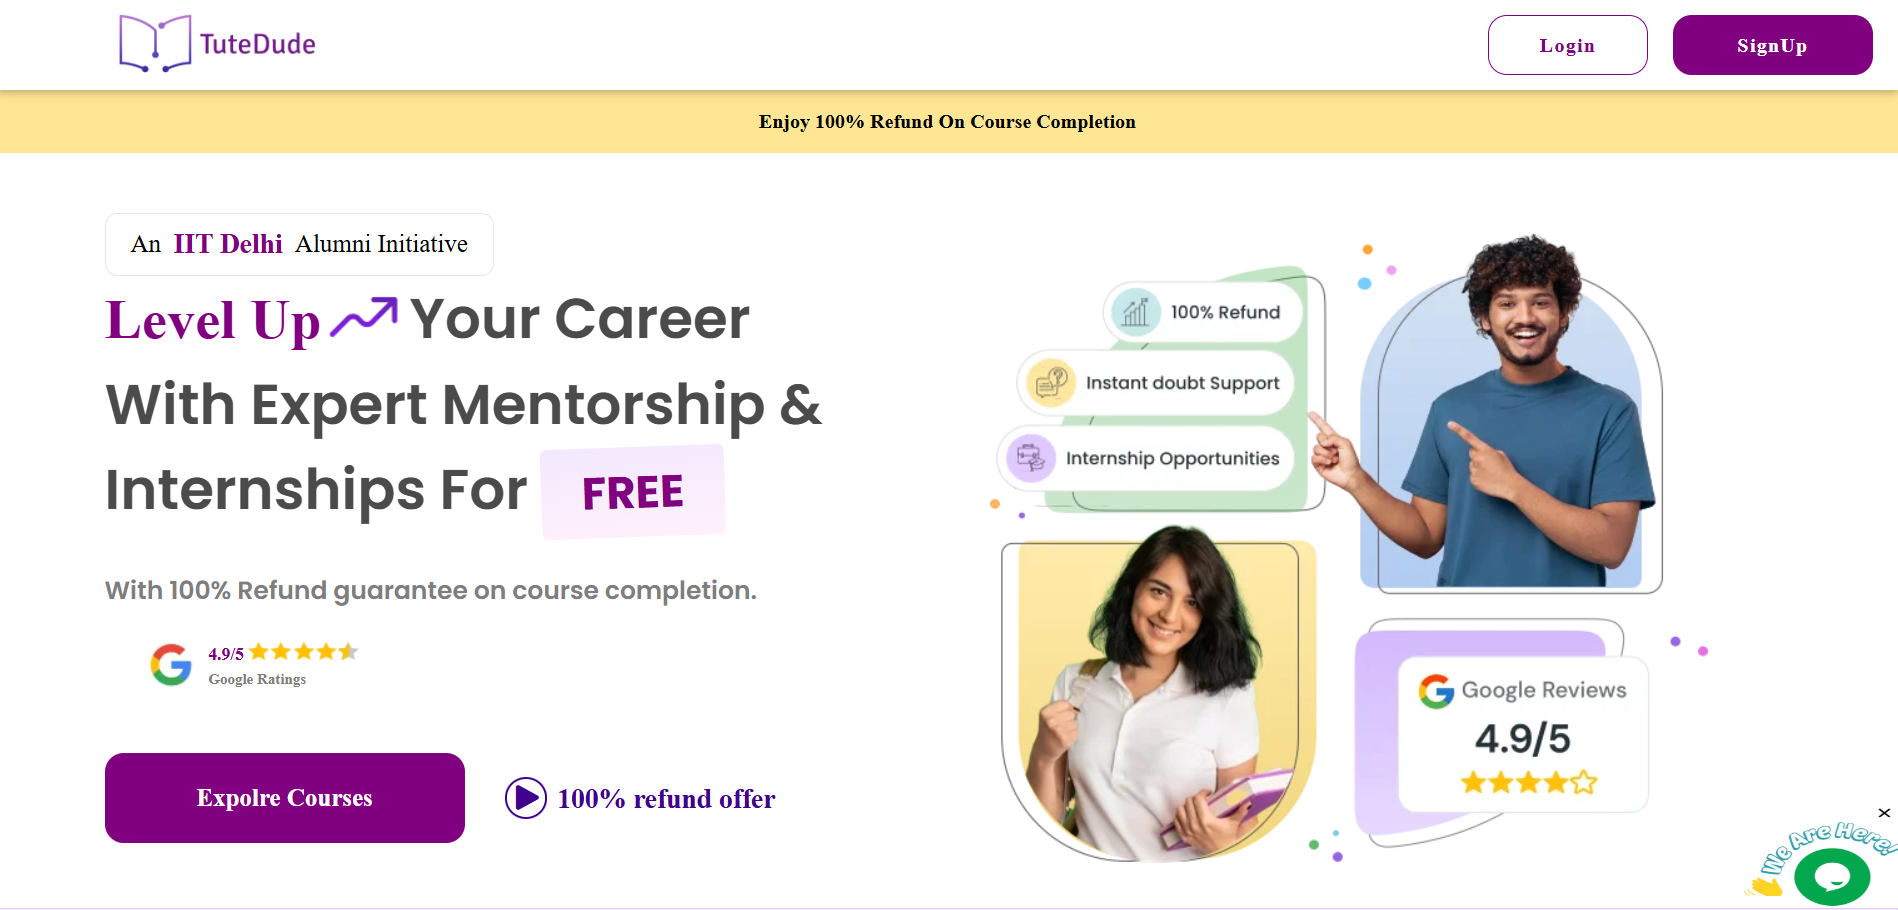 TuteDude
Login
SignUp
Enjoy 100% Refund On Course Completion
An IIT Delhi Alumni Initiative
Level Up Your Career
With Expert Mentorship &
Internships For FREE
With 100% Refund guarantee on course completion.
4.9/5
Google Ratings
Expolre Courses
100% refund offer
100% Refund
Instant doubt Support
Internship Opportunities
Google Reviews
4.9/5
We Are Here!